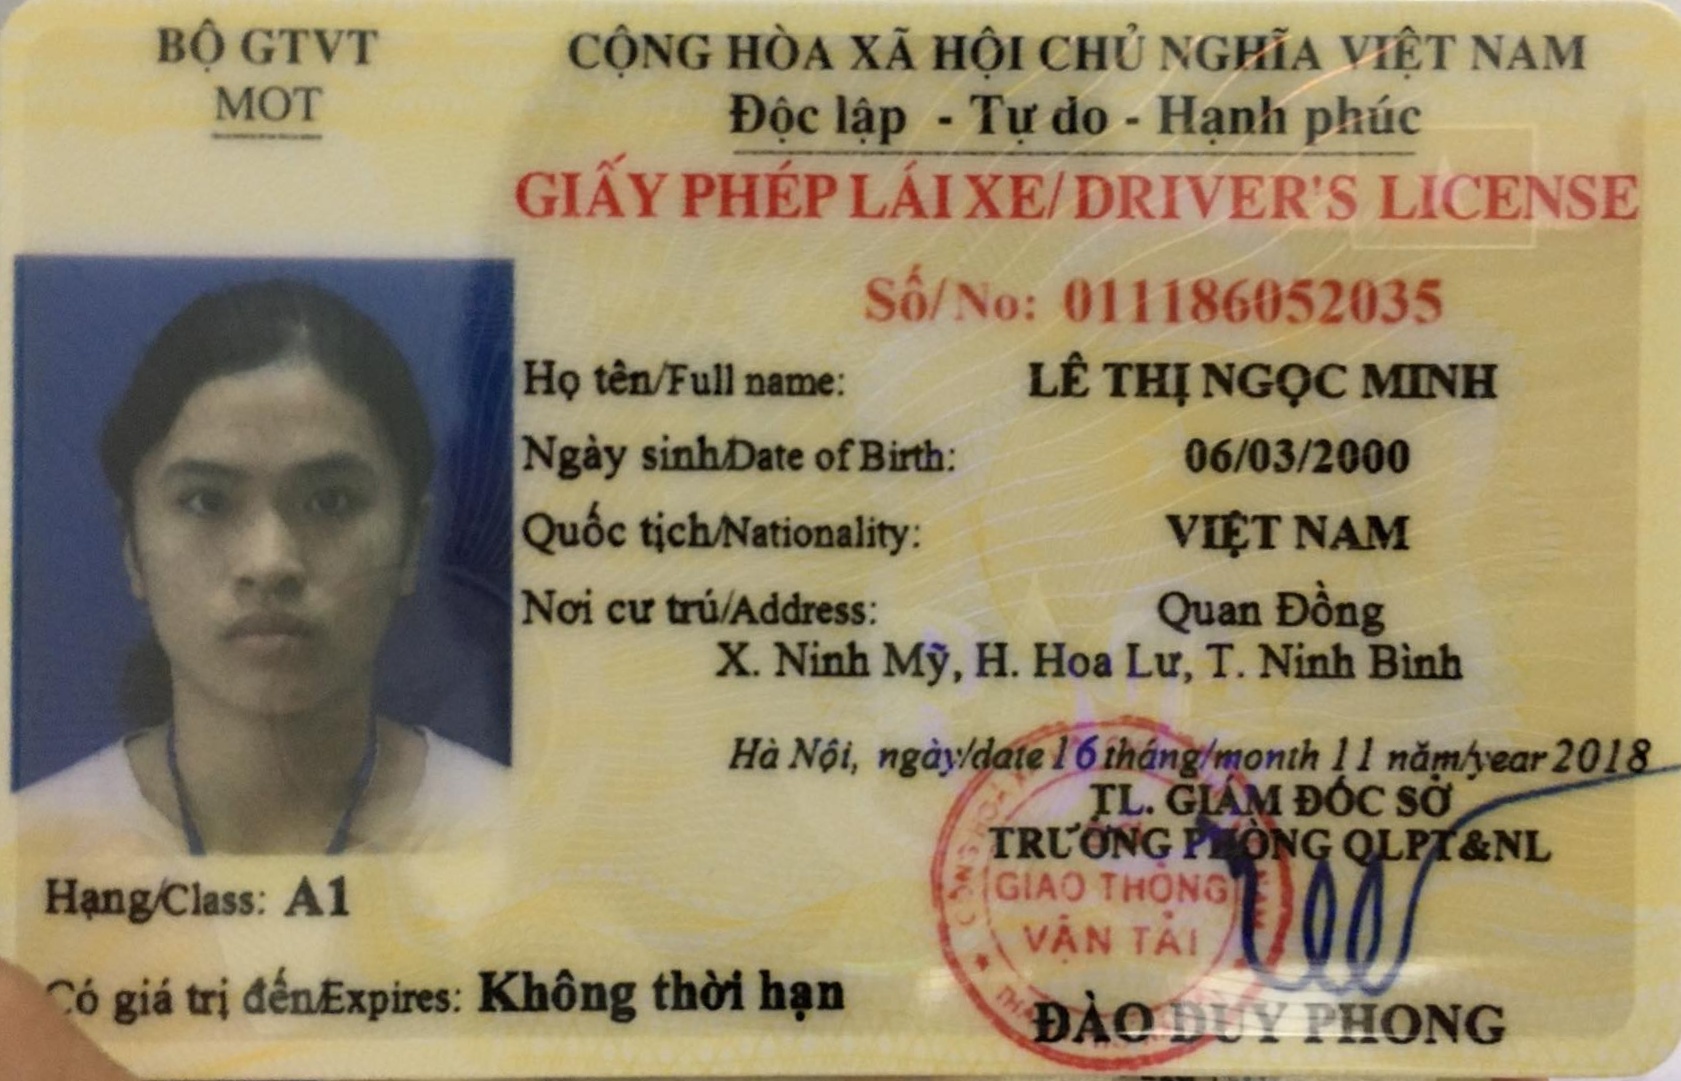 BỘ GTVT
MOT
CỘNG HÒA XÃ HỘI CHỦ NGHĨA VIỆT NAM
Độc lập - Tự do - Hạnh phúc
GIẤY PHÉP LÁI XE/DRIVER'S LICENSE
Số/No: 011186052035
Họ tên/Full name: LÊ THỊ NGỌC MINH
Ngày sinh/Date of Birth: 06/03/2000
Quốc tịch/Nationality: VIỆT NAM
Nơi cư trú/Address: Quan Đồng
X. Ninh Mỹ, H. Hoa Lư, T. Ninh Bình
Hà Nội, ngày/date 16 tháng/month 11 năm/year 2018
TL. GIÁM ĐỐC SỞ
TRƯỞNG PHÒNG QLPT&NL
GIAO THÔNG
VẬN TẢI
ĐÀO DUY PHONG
Hạng/Class: A1
Có giá trị đến/Expires: Không thời hạn